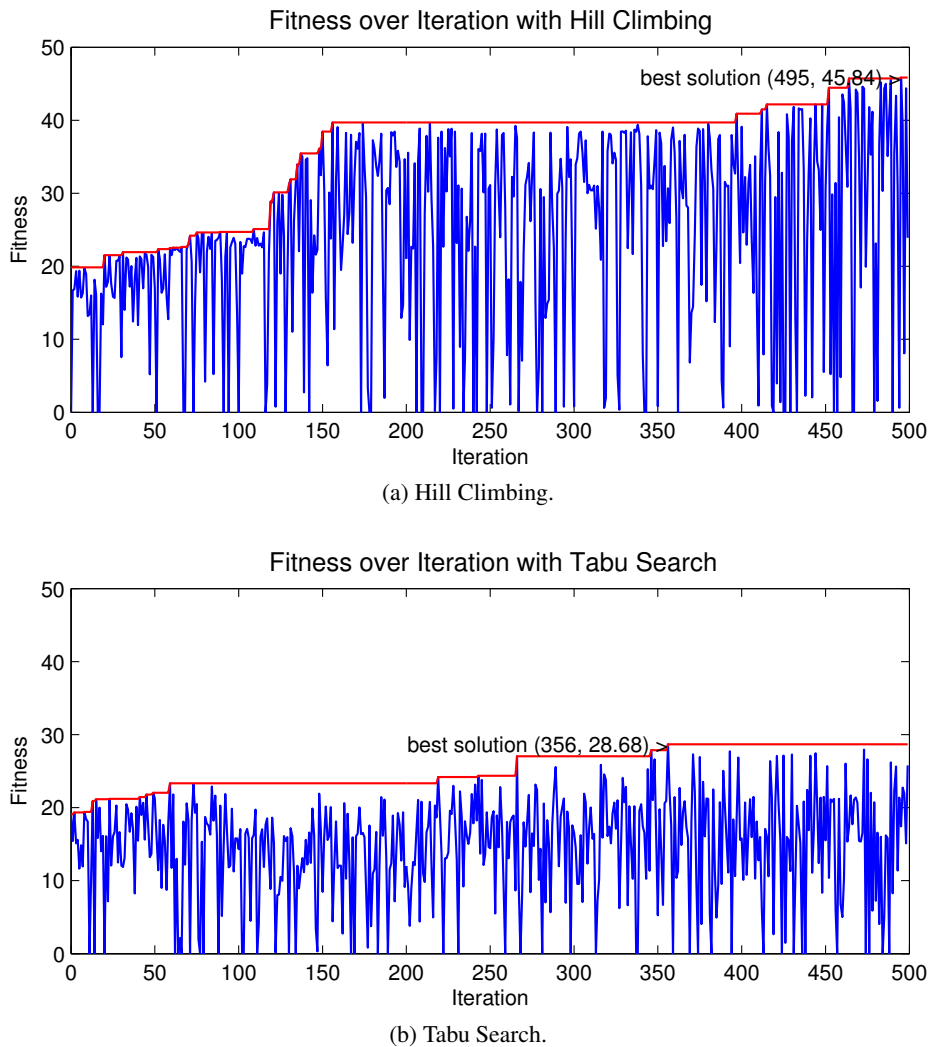 Fitness over Iteration with Hill Climbing
50
best solution (495, 45.84) >
40
30
Fitness
20
10
0
0 50 100 150 200 250 300 350 400 450 500
Iteration
(a) Hill Climbing.
Fitness over Iteration with Tabu Search
50
40
30
best solution (356, 28.68) >
Fitness
20
10
0
0 50 100 150 200 250 300 350 400 450 500
Iteration
(b) Tabu Search.